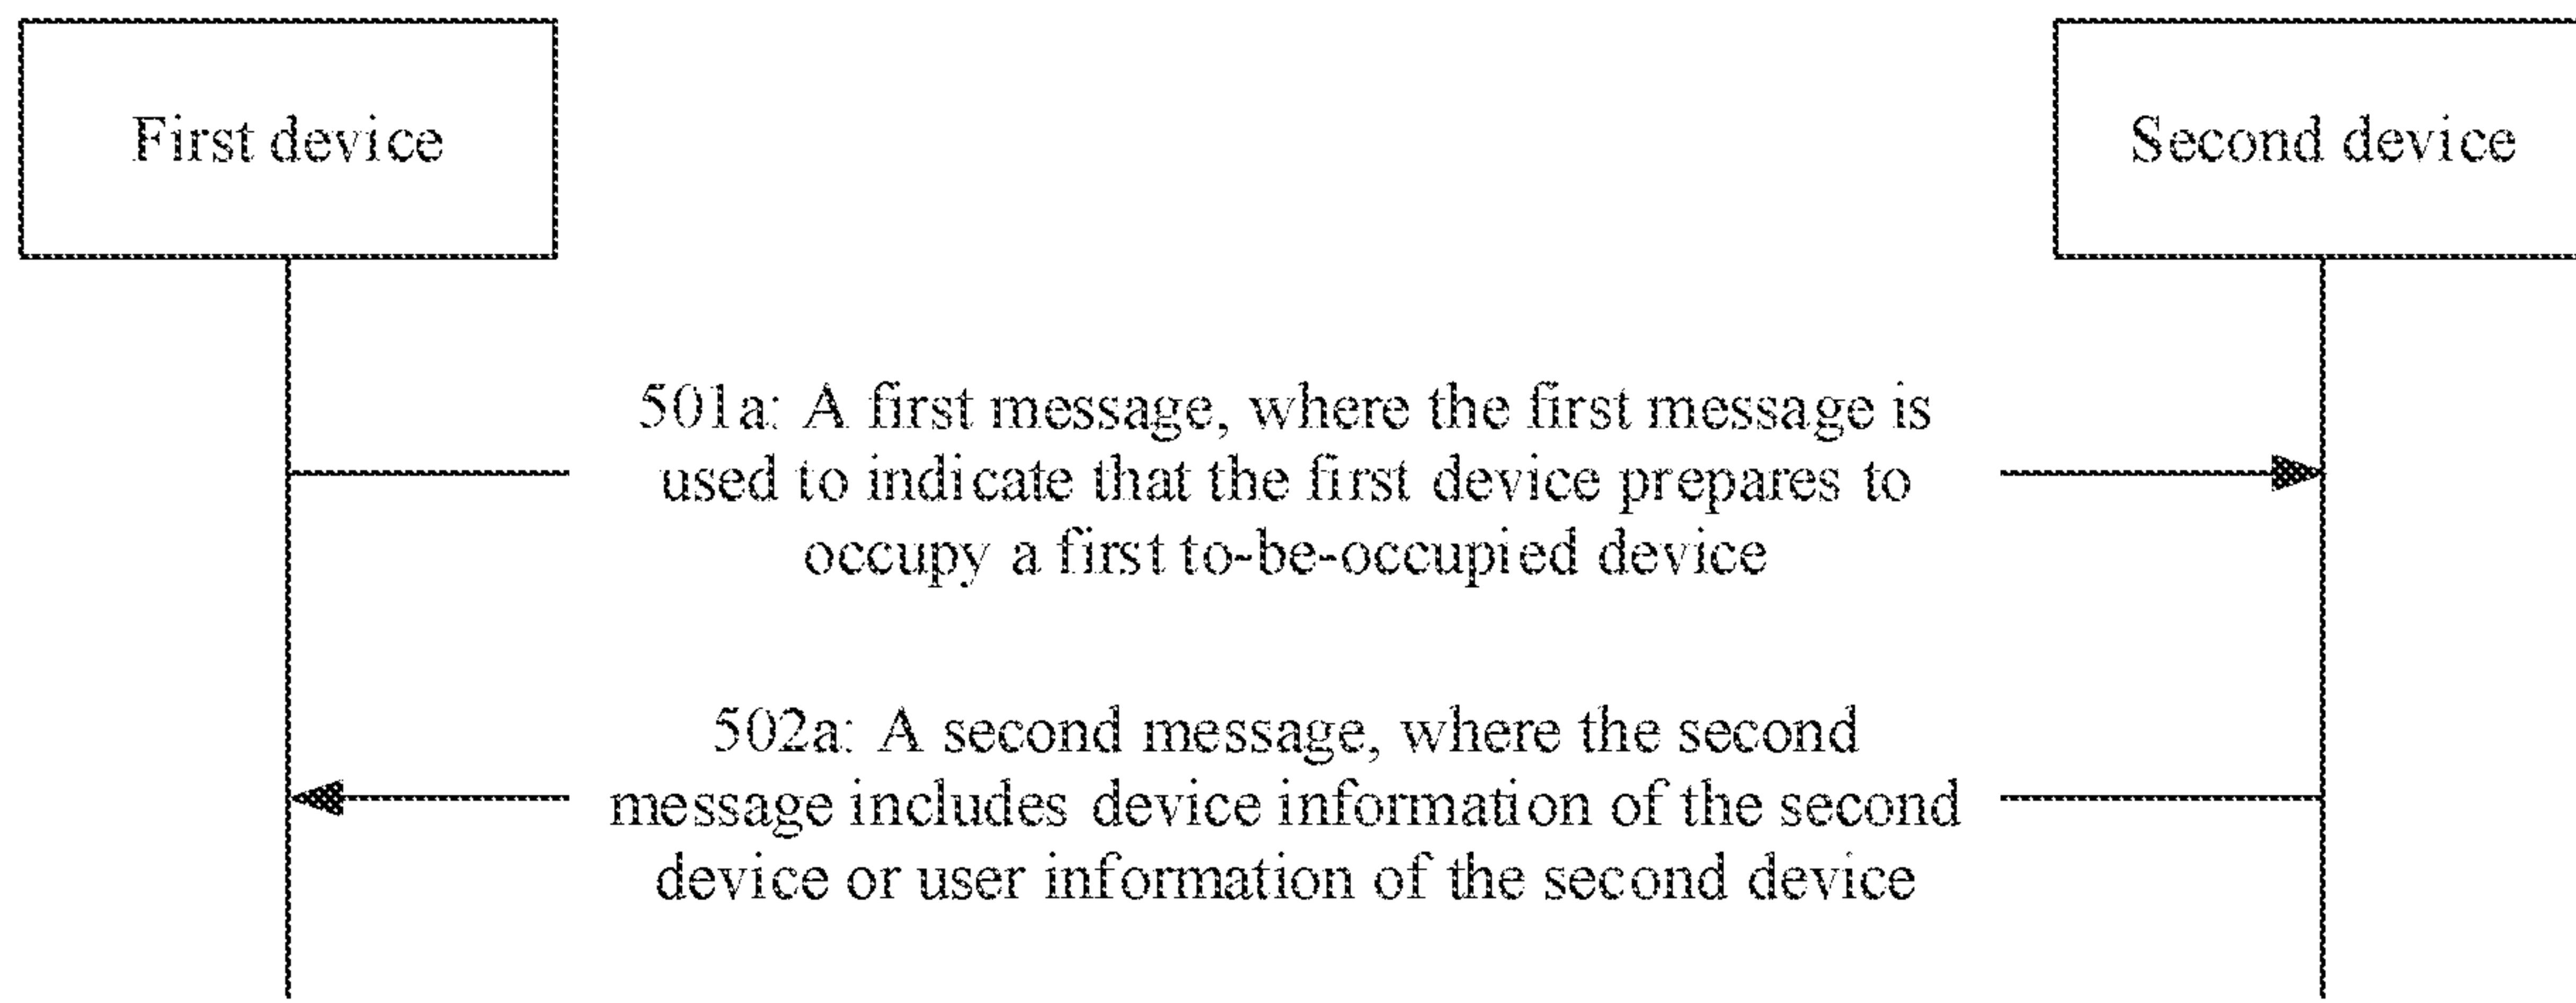 First device
Second device
501a: A first message, where the first message is
used to indicate that the first device prepares to
occupy a first to-be-occupied device
502a: A second message, where the second
message includes device information of the second
device or user information of the second device